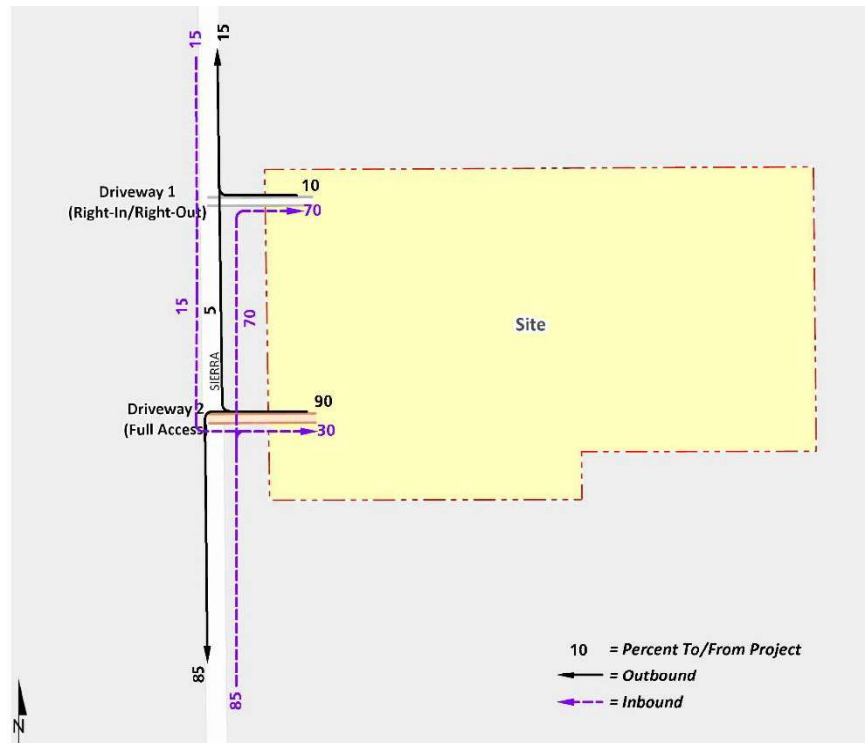 15
15
Driveway 1
(Right-In/Right-Out)
10
70
15
5
70
Site
SIERRA
Driveway 2
(Full Access
90
30
85
85
10 = Percent To/From Project
= Outbound
= Inbound
N